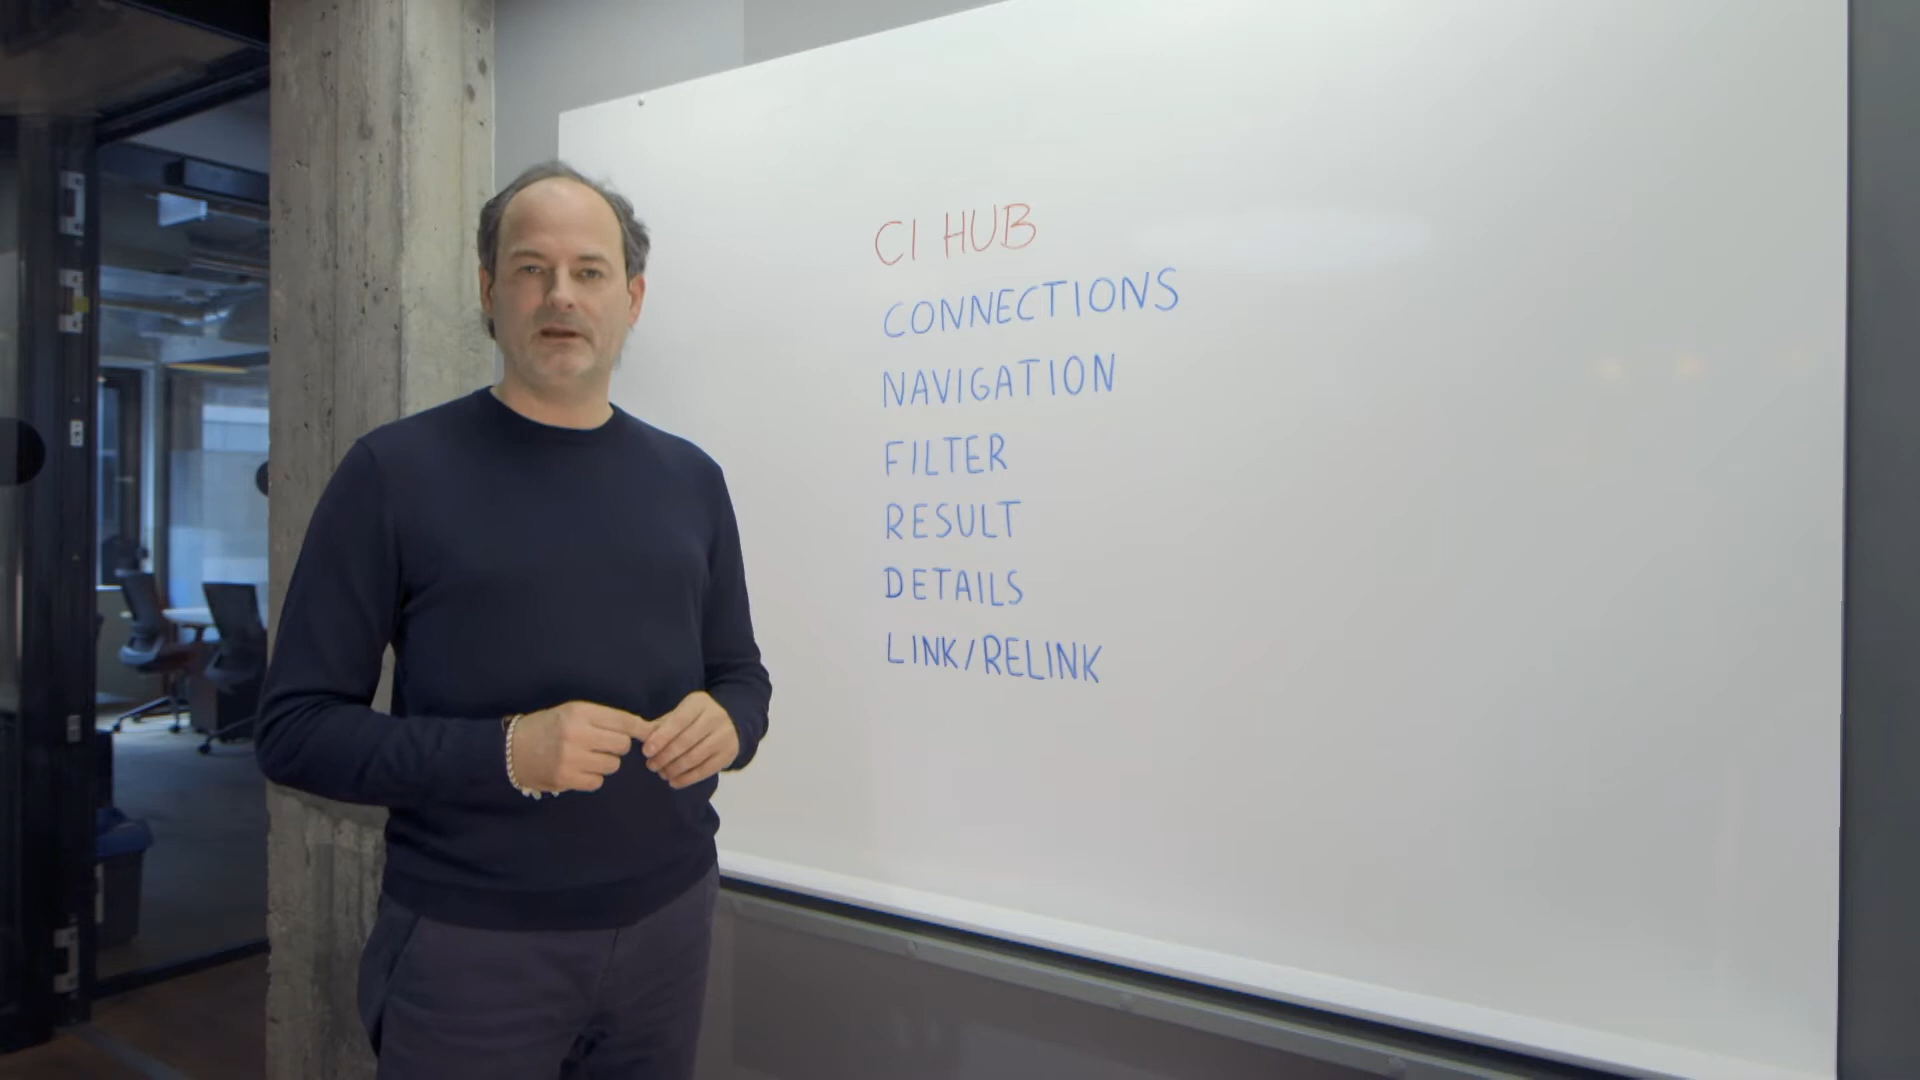 CI HUB
CONNECTIONS
NAVIGATION
FILTER
RESULT
DETAILS
LINK/RELINK